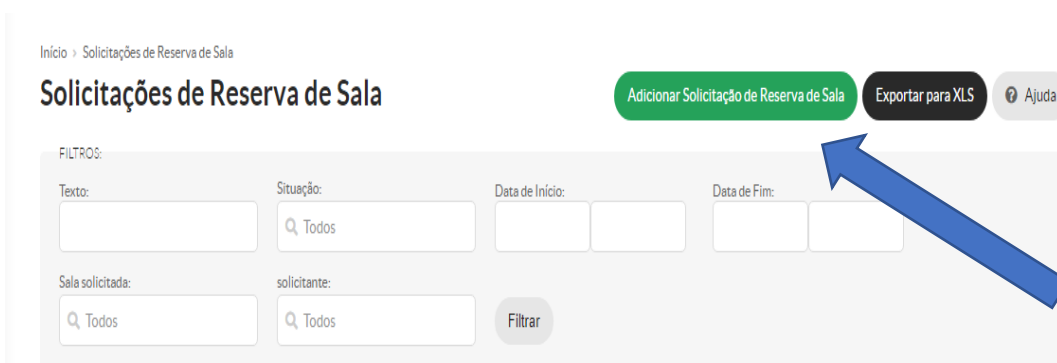 Início > Solicitações de Reserva de Sala
Solicitações de Reserva de Sala
Adicionar Solicitação de Reserva de Sala
Exportar para XLS
Ajuda
FILTROS:
Texto:
Situação:
Data de Início:
Data de Fim:
Todos
Sala solicitada:
solicitante:
Todos
Todos
Filtrar